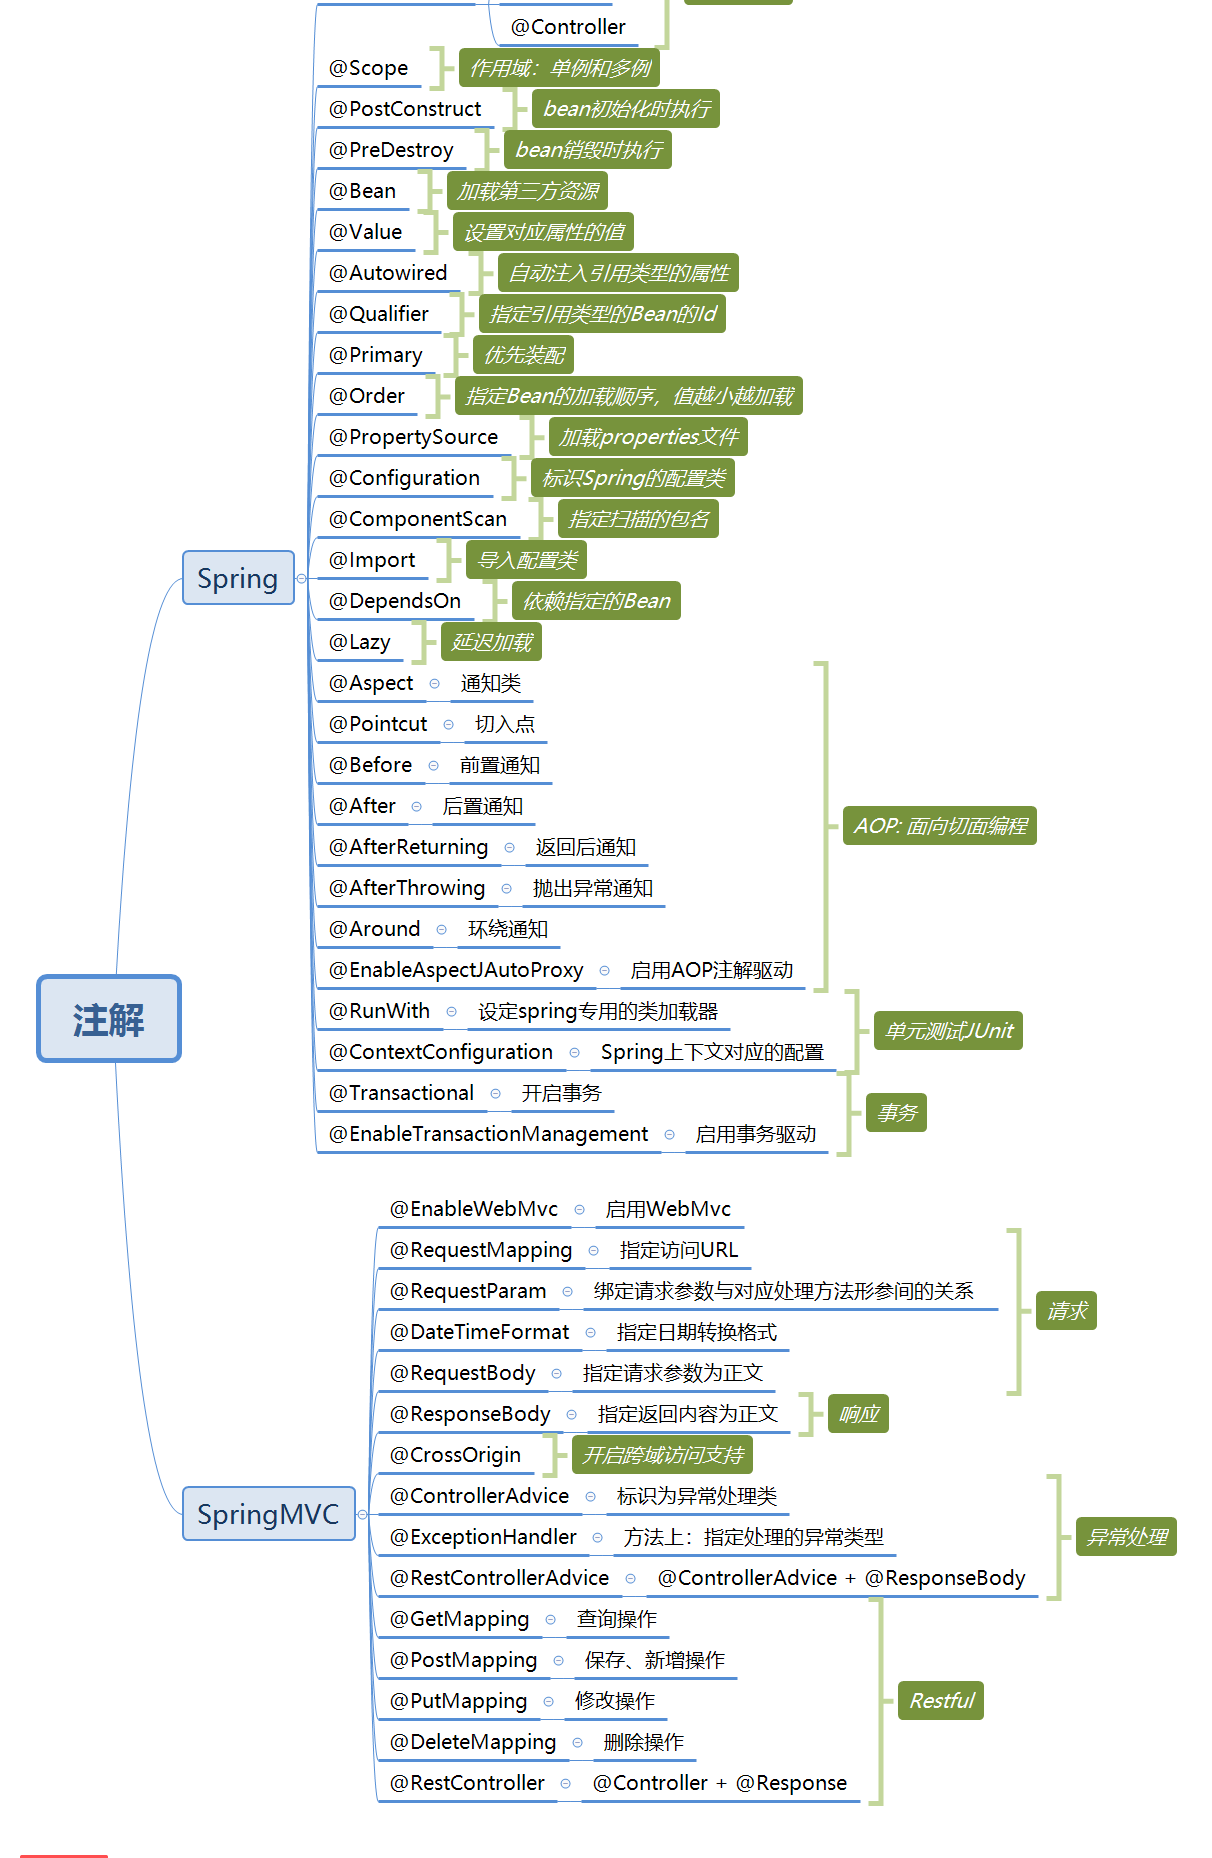 @Controller
@Scope 作用域：单例和多例
@PostConstruct bean初始化时执行
@PreDestroy bean销毁时执行
@Bean 加载第三方资源
@Value 设置对应属性的值
@Autowired 自动注入引用类型的属性
@Qualifier 指定引用类型的Bean的Id
@Primary 优先装配
@Order 指定Bean的加载顺序，值越小越加载
@PropertySource 加载properties文件
@Configuration 标识Spring的配置类
@ComponentScan 指定扫描的包名
@Import 导入配置类
Spring
@DependsOn 依赖指定的Bean
@Lazy 延迟加载
@Aspect 通知类
@Pointcut 切入点
@Before 前置通知
@After 后置通知
AOP: 面向切面编程
@AfterReturning 返回后通知
@AfterThrowing 抛出异常通知
@Around 环绕通知
@EnableAspectJAutoProxy 启用AOP注解驱动
注解
@RunWith 设定spring专用的类加载器
单元测试JUnit
@ContextConfiguration Spring上下文对应的配置
@Transactional 开启事务
事务
@EnableTransactionManagement 启用事务驱动
@EnableWebMvc 启用WebMvc
@RequestMapping 指定访问URL
@RequestParam 绑定请求参数与对应处理方法形参间的关系
请求
@DateTimeFormat 指定日期转换格式
@RequestBody 指定请求参数为正文
@ResponseBody 指定返回内容为正文 响应
@CrossOrigin 开启跨域访问支持
@ControllerAdvice 标识为异常处理类
SpringMVC
@ExceptionHandler 方法上：指定处理的异常类型 异常处理
@RestControllerAdvice @ControllerAdvice + @ResponseBody
@GetMapping 查询操作
@PostMapping 保存、新增操作
@PutMapping 修改操作 Restful
@DeleteMapping 删除操作
@RestController @Controller + @Response